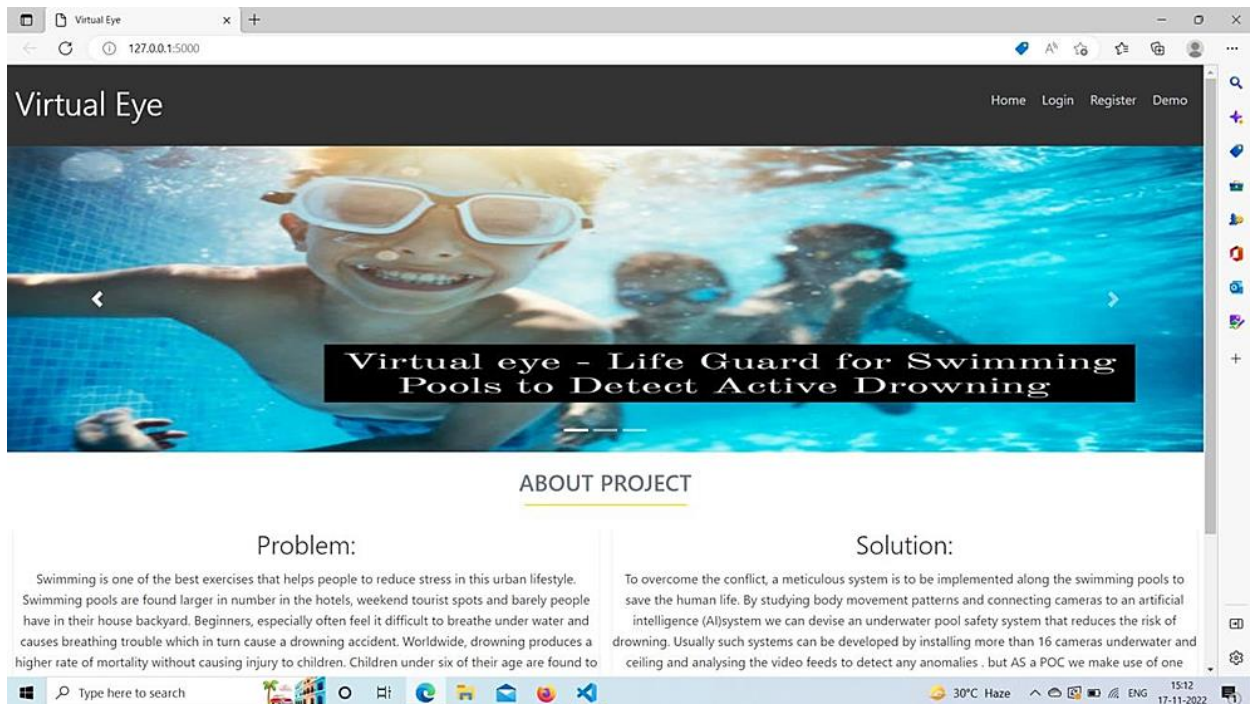 Virtual Eye
127.0.0.1:5000
Virtual Eye
Home Login Register Demo
Virtual eye - Life Guard for Swimming
Pools to Detect Active Drowning
ABOUT PROJECT
Problem:
Swimming is one of the best exercises that helps people to reduce stress in this urban lifestyle.
Swimming pools are found larger in number in the hotels, weekend tourist spots and barely people
have in their house backyard. Beginners, especially often feel it difficult to breathe under water and
causes breathing trouble which in turn cause a drowning accident. Worldwide, drowning produces a
higher rate of mortality without causing injury to children. Children under six of their age are found to
Solution:
To overcome the conflict, a meticulous system is to be implemented along the swimming pools to
save the human life. By studying body movement patterns and connecting cameras to an artificial
intelligence (AI)system we can devise an underwater pool safety system that reduces the risk of
drowning. Usually such systems can be developed by installing more than 16 cameras underwater and
ceiling and analysing the video feeds to detect any anomalies . but AS a POC we make use of one
Type here to search
30°C Haze
ENG
15:12
17-11-2022